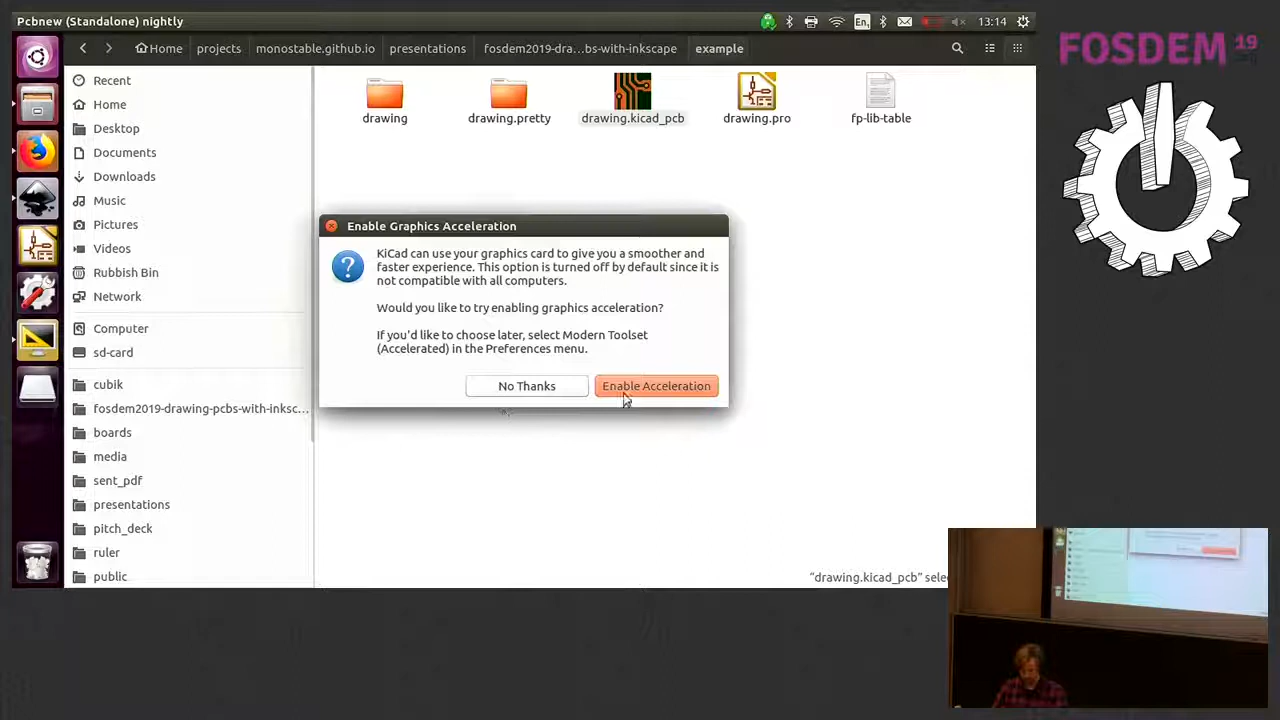 Pcbnew (Standalone) nightly
En
13:14
FOSDEM 19
Home
projects
monostable.github.io
presentations
fosdem2019-dra…bs-with-inkscape
example
Recent
Home
Desktop
Documents
Downloads
Music
Pictures
Videos
Rubbish Bin
Network
Computer
sd-card
cubik
fosdem2019-drawing-pcbs-with-inksc…
boards
media
sent_pdf
presentations
pitch_deck
ruler
public
drawing
drawing.pretty
drawing.kicad_pcb
drawing.pro
fp-lib-table
Enable Graphics Acceleration
KiCad can use your graphics card to give you a smoother and
faster experience. This option is turned off by default since it is
not compatible with all computers.
Would you like to try enabling graphics acceleration?
If you'd like to choose later, select Modern Toolset
(Accelerated) in the Preferences menu.
No Thanks
Enable Acceleration
"drawing.kicad_pcb" selec